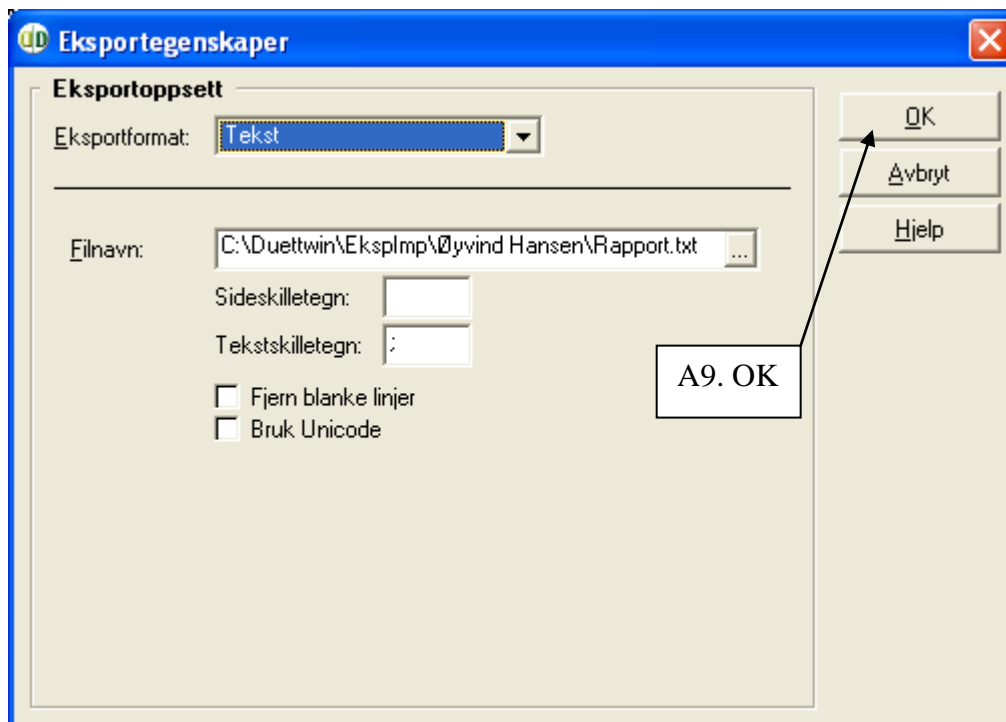 Eksportegenskaper
Eksportoppsett
Eksportformat: Tekst
OK
Avbryt
Hjelp
Filnavn: C:\Duettwin\EkspImp\Øyvind Hansen\Rapport.txt ...
Sideskilletegn:
Tekstskilletegn: ;
A9. OK
Fjern blanke linjer
Bruk Unicode